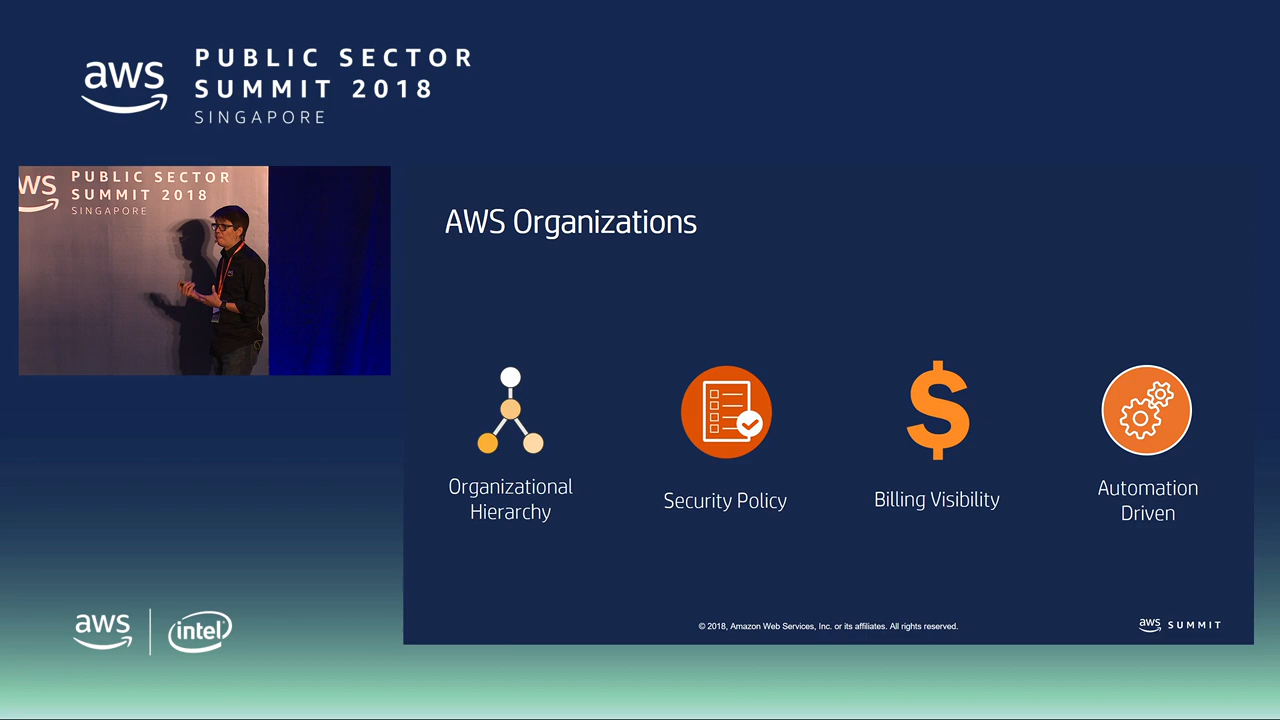 aws
PUBLIC SECTOR
SUMMIT 2018
SINGAPORE
WS
PUBLIC SECTOR
SUMMIT 2018
SINGAPORE
AWS Organizations
Organizational
Hierarchy
Security Policy
Billing Visibility
Automation
Driven
© 2018, Amazon Web Services, Inc. or its affiliates. All rights reserved.
aws SUMMIT
aws
intel